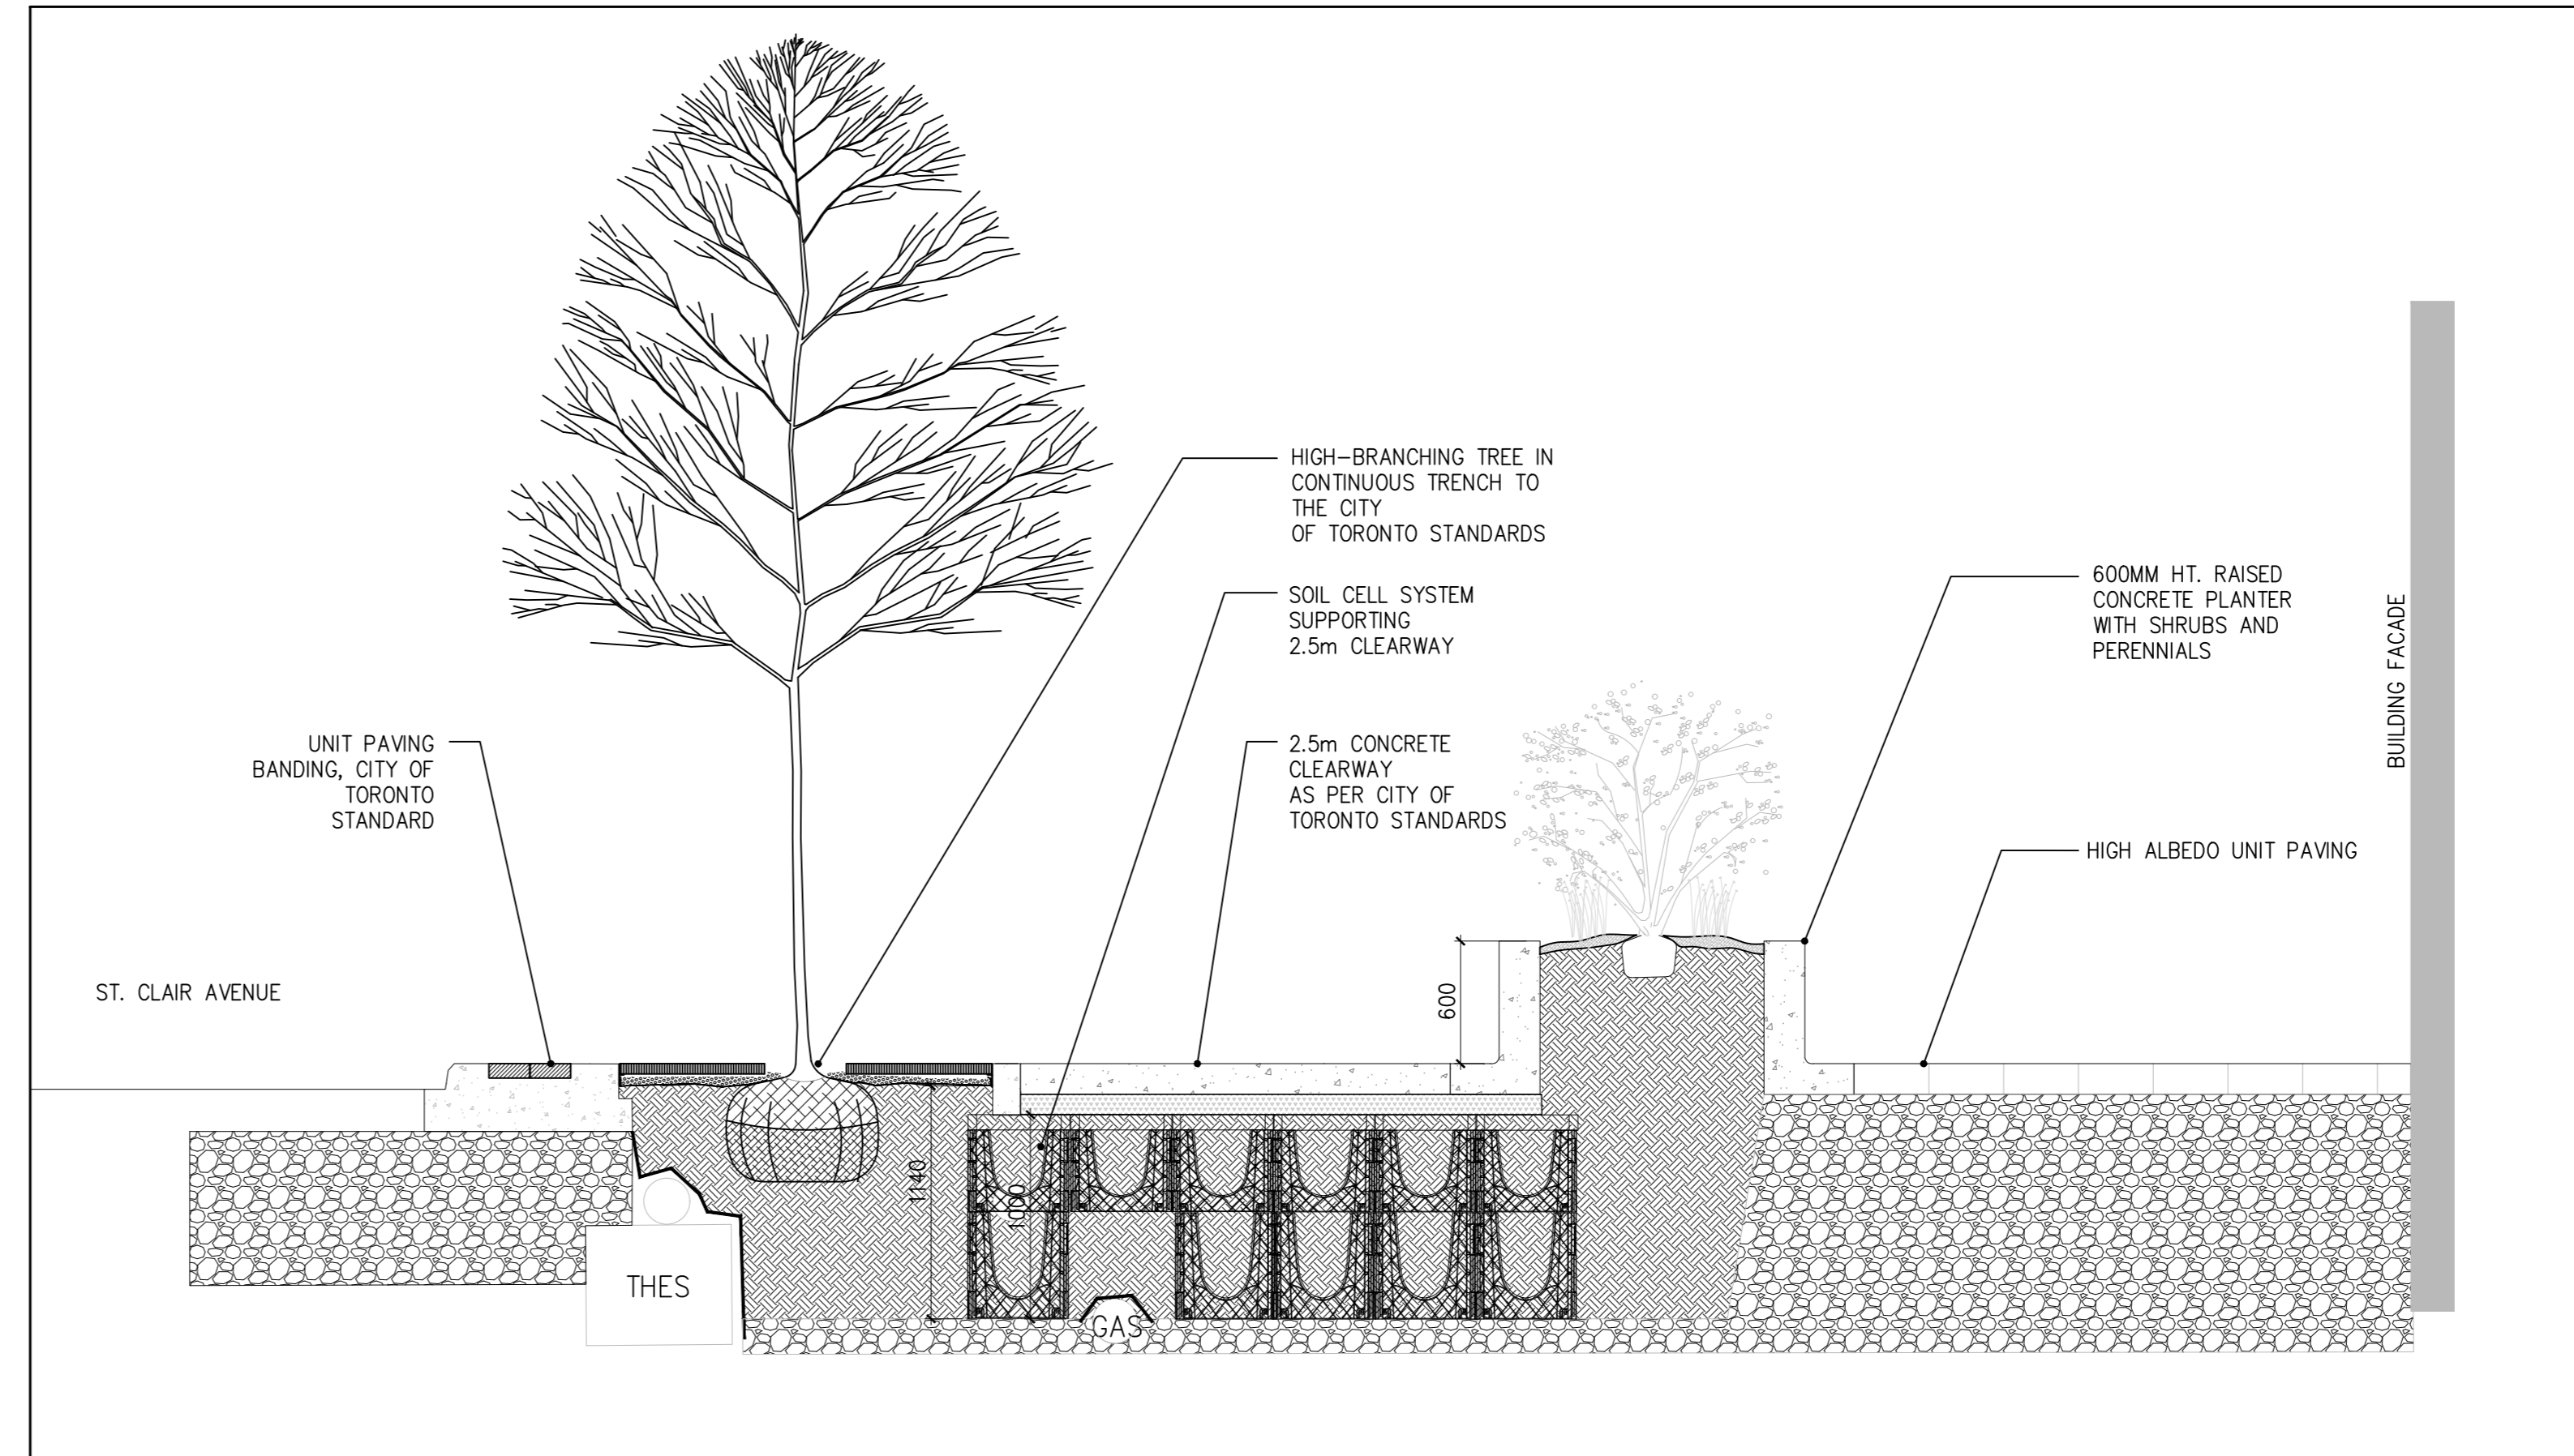 HIGH-BRANCHING TREE IN
CONTINUOUS TRENCH TO
THE CITY
OF TORONTO STANDARDS
SOIL CELL SYSTEM
SUPPORTING
2.5m CLEARWAY
600MM HT. RAISED
CONCRETE PLANTER
WITH SHRUBS AND
PERENNIALS
BUILDING FACADE
UNIT PAVING
BANDING, CITY OF
TORONTO
STANDARD
2.5m CONCRETE
CLEARWAY
AS PER CITY OF
TORONTO STANDARDS
HIGH ALBEDO UNIT PAVING
ST. CLAIR AVENUE
600
1140
1000
THES
GAS